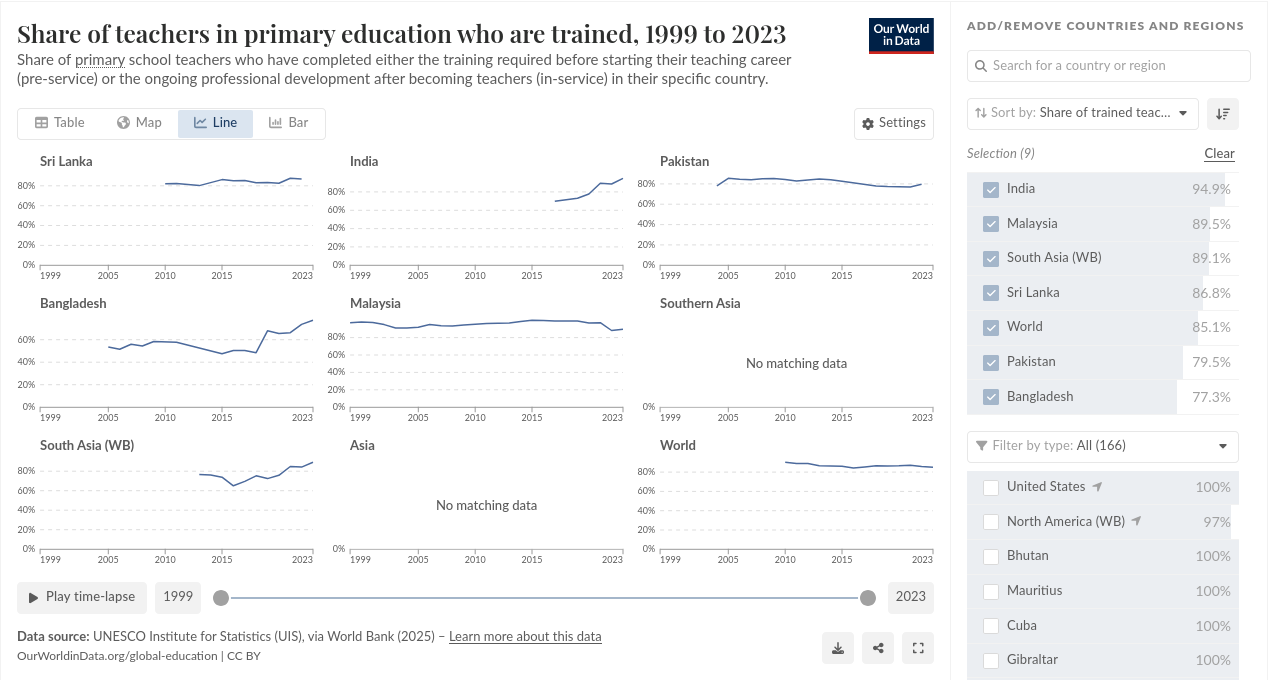 Share of teachers in primary education who are trained, 1999 to 2023
Share of primary school teachers who have completed either the training required before starting their teaching career
(pre-service) or the ongoing professional development after becoming teachers (in-service) in their specific country.
Our World
in Data
Table
Map
Line
Bar
Settings
Sri Lanka
80%
60%
40%
20%
0%
1999
2005
2010
2015
2023
India
80%
60%
40%
20%
0%
1999
2005
2010
2015
2023
Pakistan
80%
60%
40%
20%
0%
1999
2005
2010
2015
2023
Bangladesh
60%
40%
20%
0%
1999
2005
2010
2015
2023
Malaysia
80%
60%
40%
20%
0%
1999
2005
2010
2015
2023
Southern Asia
No matching data
0%
1999
2005
2010
2015
2023
South Asia (WB)
80%
60%
40%
20%
0%
1999
2005
2010
2015
2023
Asia
No matching data
0%
1999
2005
2010
2015
2023
World
80%
60%
40%
20%
0%
1999
2005
2010
2015
2023
Play time-lapse
1999
2023
Data source: UNESCO Institute for Statistics (UIS), via World Bank (2025) – Learn more about this data
OurWorldinData.org/global-education | CC BY
ADD/REMOVE COUNTRIES AND REGIONS
Search for a country or region
Sort by: Share of trained teac...
Selection (9)
Clear
India 94.9%
Malaysia 89.5%
South Asia (WB) 89.1%
Sri Lanka 86.8%
World 85.1%
Pakistan 79.5%
Bangladesh 77.3%
Filter by type: All (166)
United States 100%
North America (WB) 97%
Bhutan 100%
Mauritius 100%
Cuba 100%
Gibraltar 100%